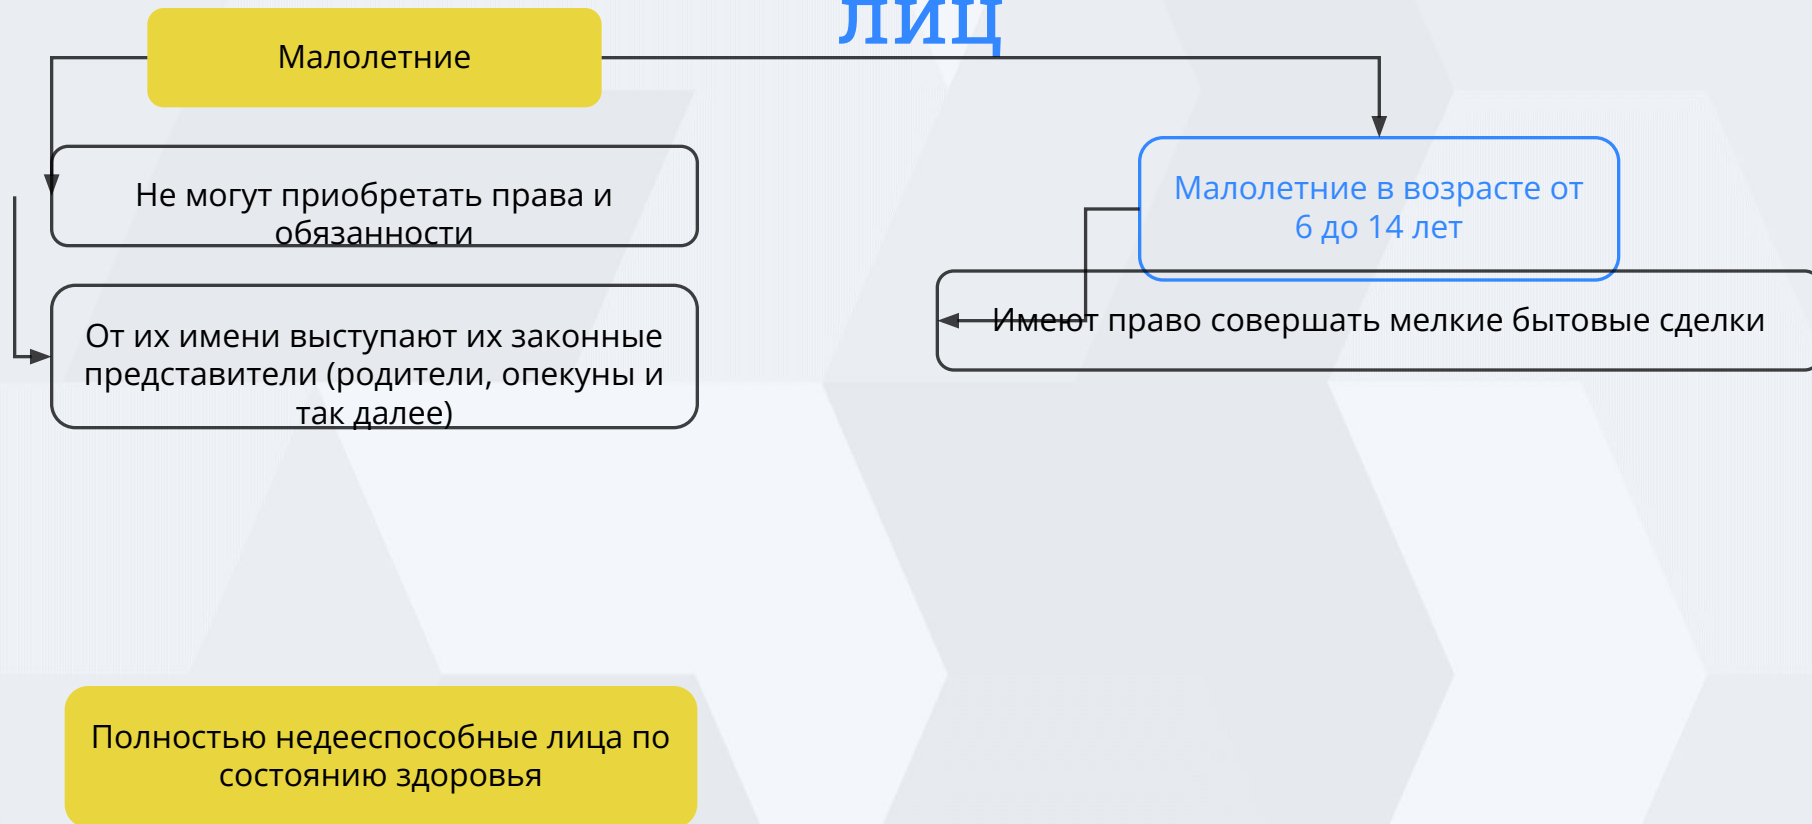 лиц
Малолетние
Не могут приобретать права и
обязанности
От их имени выступают их законные
представители (родители, опекуны и
так далее)
Малолетние в возрасте от
6 до 14 лет
Имеют право совершать мелкие бытовые сделки
Полностью недееспособные лица по
состоянию здоровья